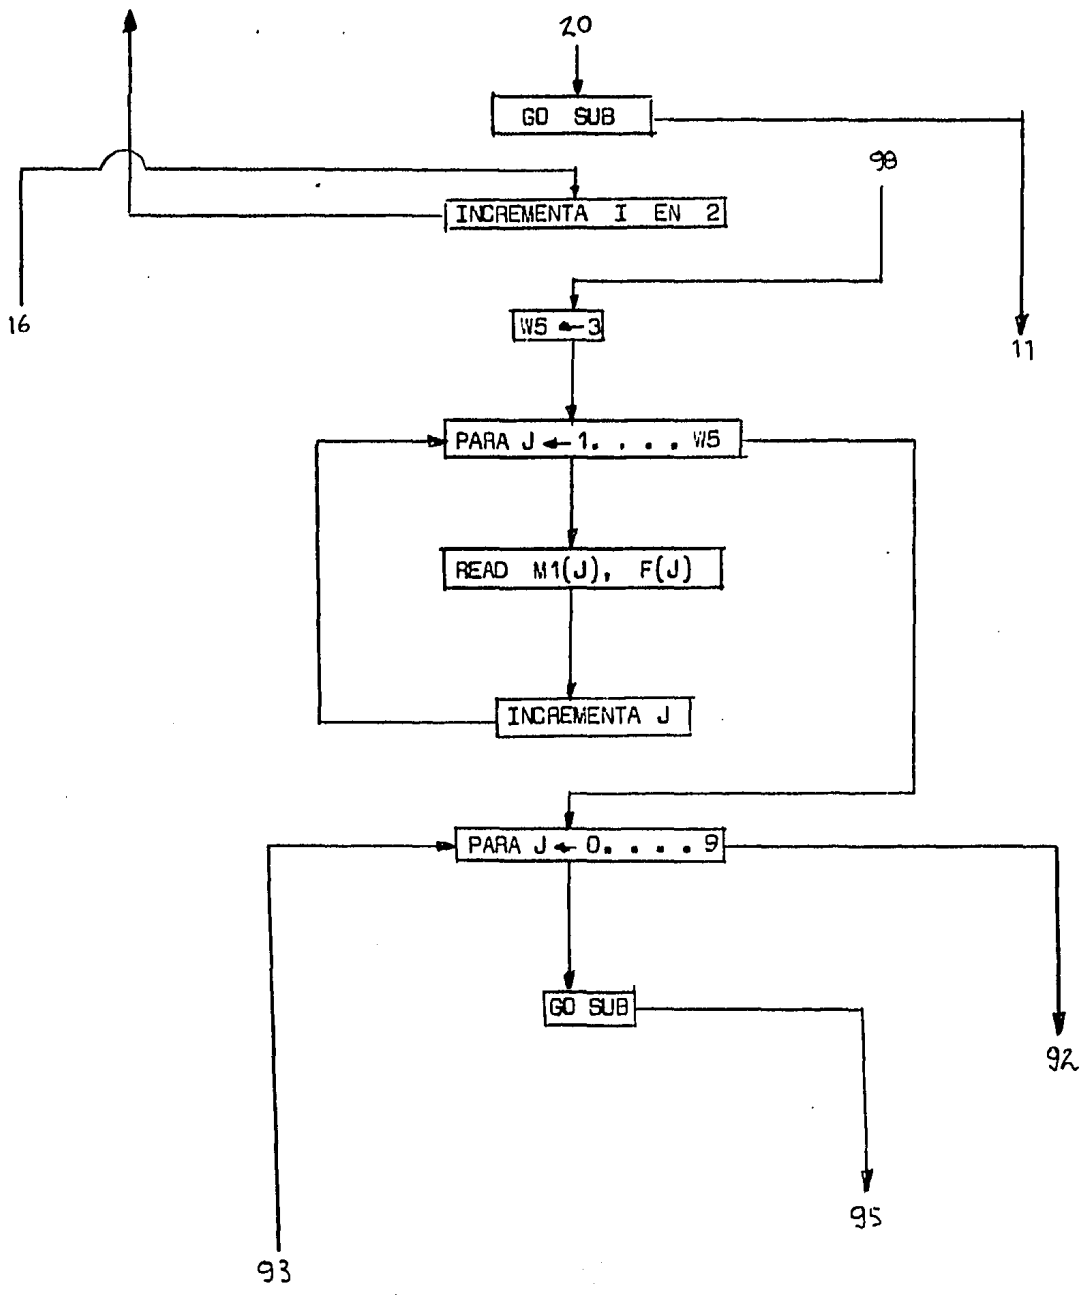 20
GO SUB
98
INCREMENTA I EN 2
16
W5 ← 3
11
PARA J ← 1. . . . W5
READ M1(J), F(J)
INCREMENTA J
PARA J ← 0. . . . 9
GO SUB
92
95
93